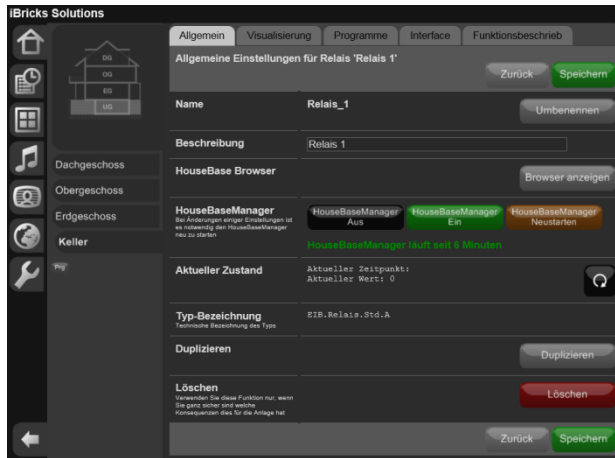 iBricks Solutions
DG
OG
EG
UG
Dachgeschoss
Obergeschoss
Erdgeschoss
Keller
Allgemein Visualisierung Programme Interface Funktionsbeschrieb
Allgemeine Einstellungen für Relais 'Relais 1'
Zurück Speichern
Name Relais_1 Umbenennen
Beschreibung Relais 1
HouseBase Browser Browser anzeigen
HouseBaseManager
Bei Änderungen einiger Einstellungen ist
es notwendig den HouseBaseManager
neu zu starten
HouseBaseManager Aus
HouseBaseManager Ein
HouseBaseManager Neustarten
HouseBaseManager läuft seit 6 Minuten
Aktueller Zustand
Aktueller Zeitpunkt:
Aktueller Wert: 0
Typ-Bezeichnung EIB.Relais.Std.A
Technische Bezeichnung des Typs
Duplizieren Duplizieren
Löschen Löschen
Verwenden Sie diese Funktion nur, wenn
Sie ganz sicher sind welche
Konsequenzen dies für die Anlage hat
Zurück Speichern